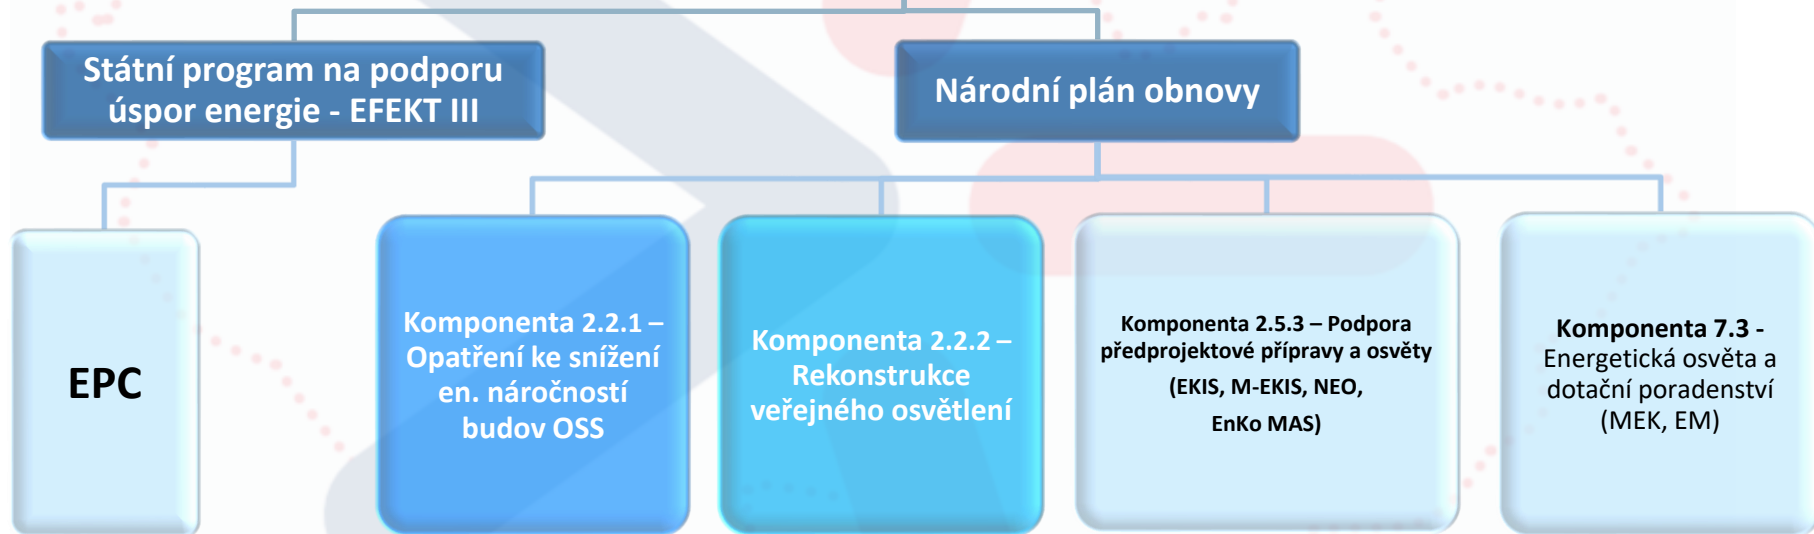 Státní program na podporu
úspor energie - EFEKT III
Národní plán obnovy
EPC
Komponenta 2.2.1 –
Opatření ke snížení
en. náročností
budov OSS
Komponenta 2.2.2 –
Rekonstrukce
veřejného osvětlení
Komponenta 2.5.3 – Podpora
předprojektové přípravy a osvěty
(EKIS, M-EKIS, NEO,
EnKo MAS)
Komponenta 7.3 -
Energetická osvěta a
dotační poradenství
(MEK, EM)